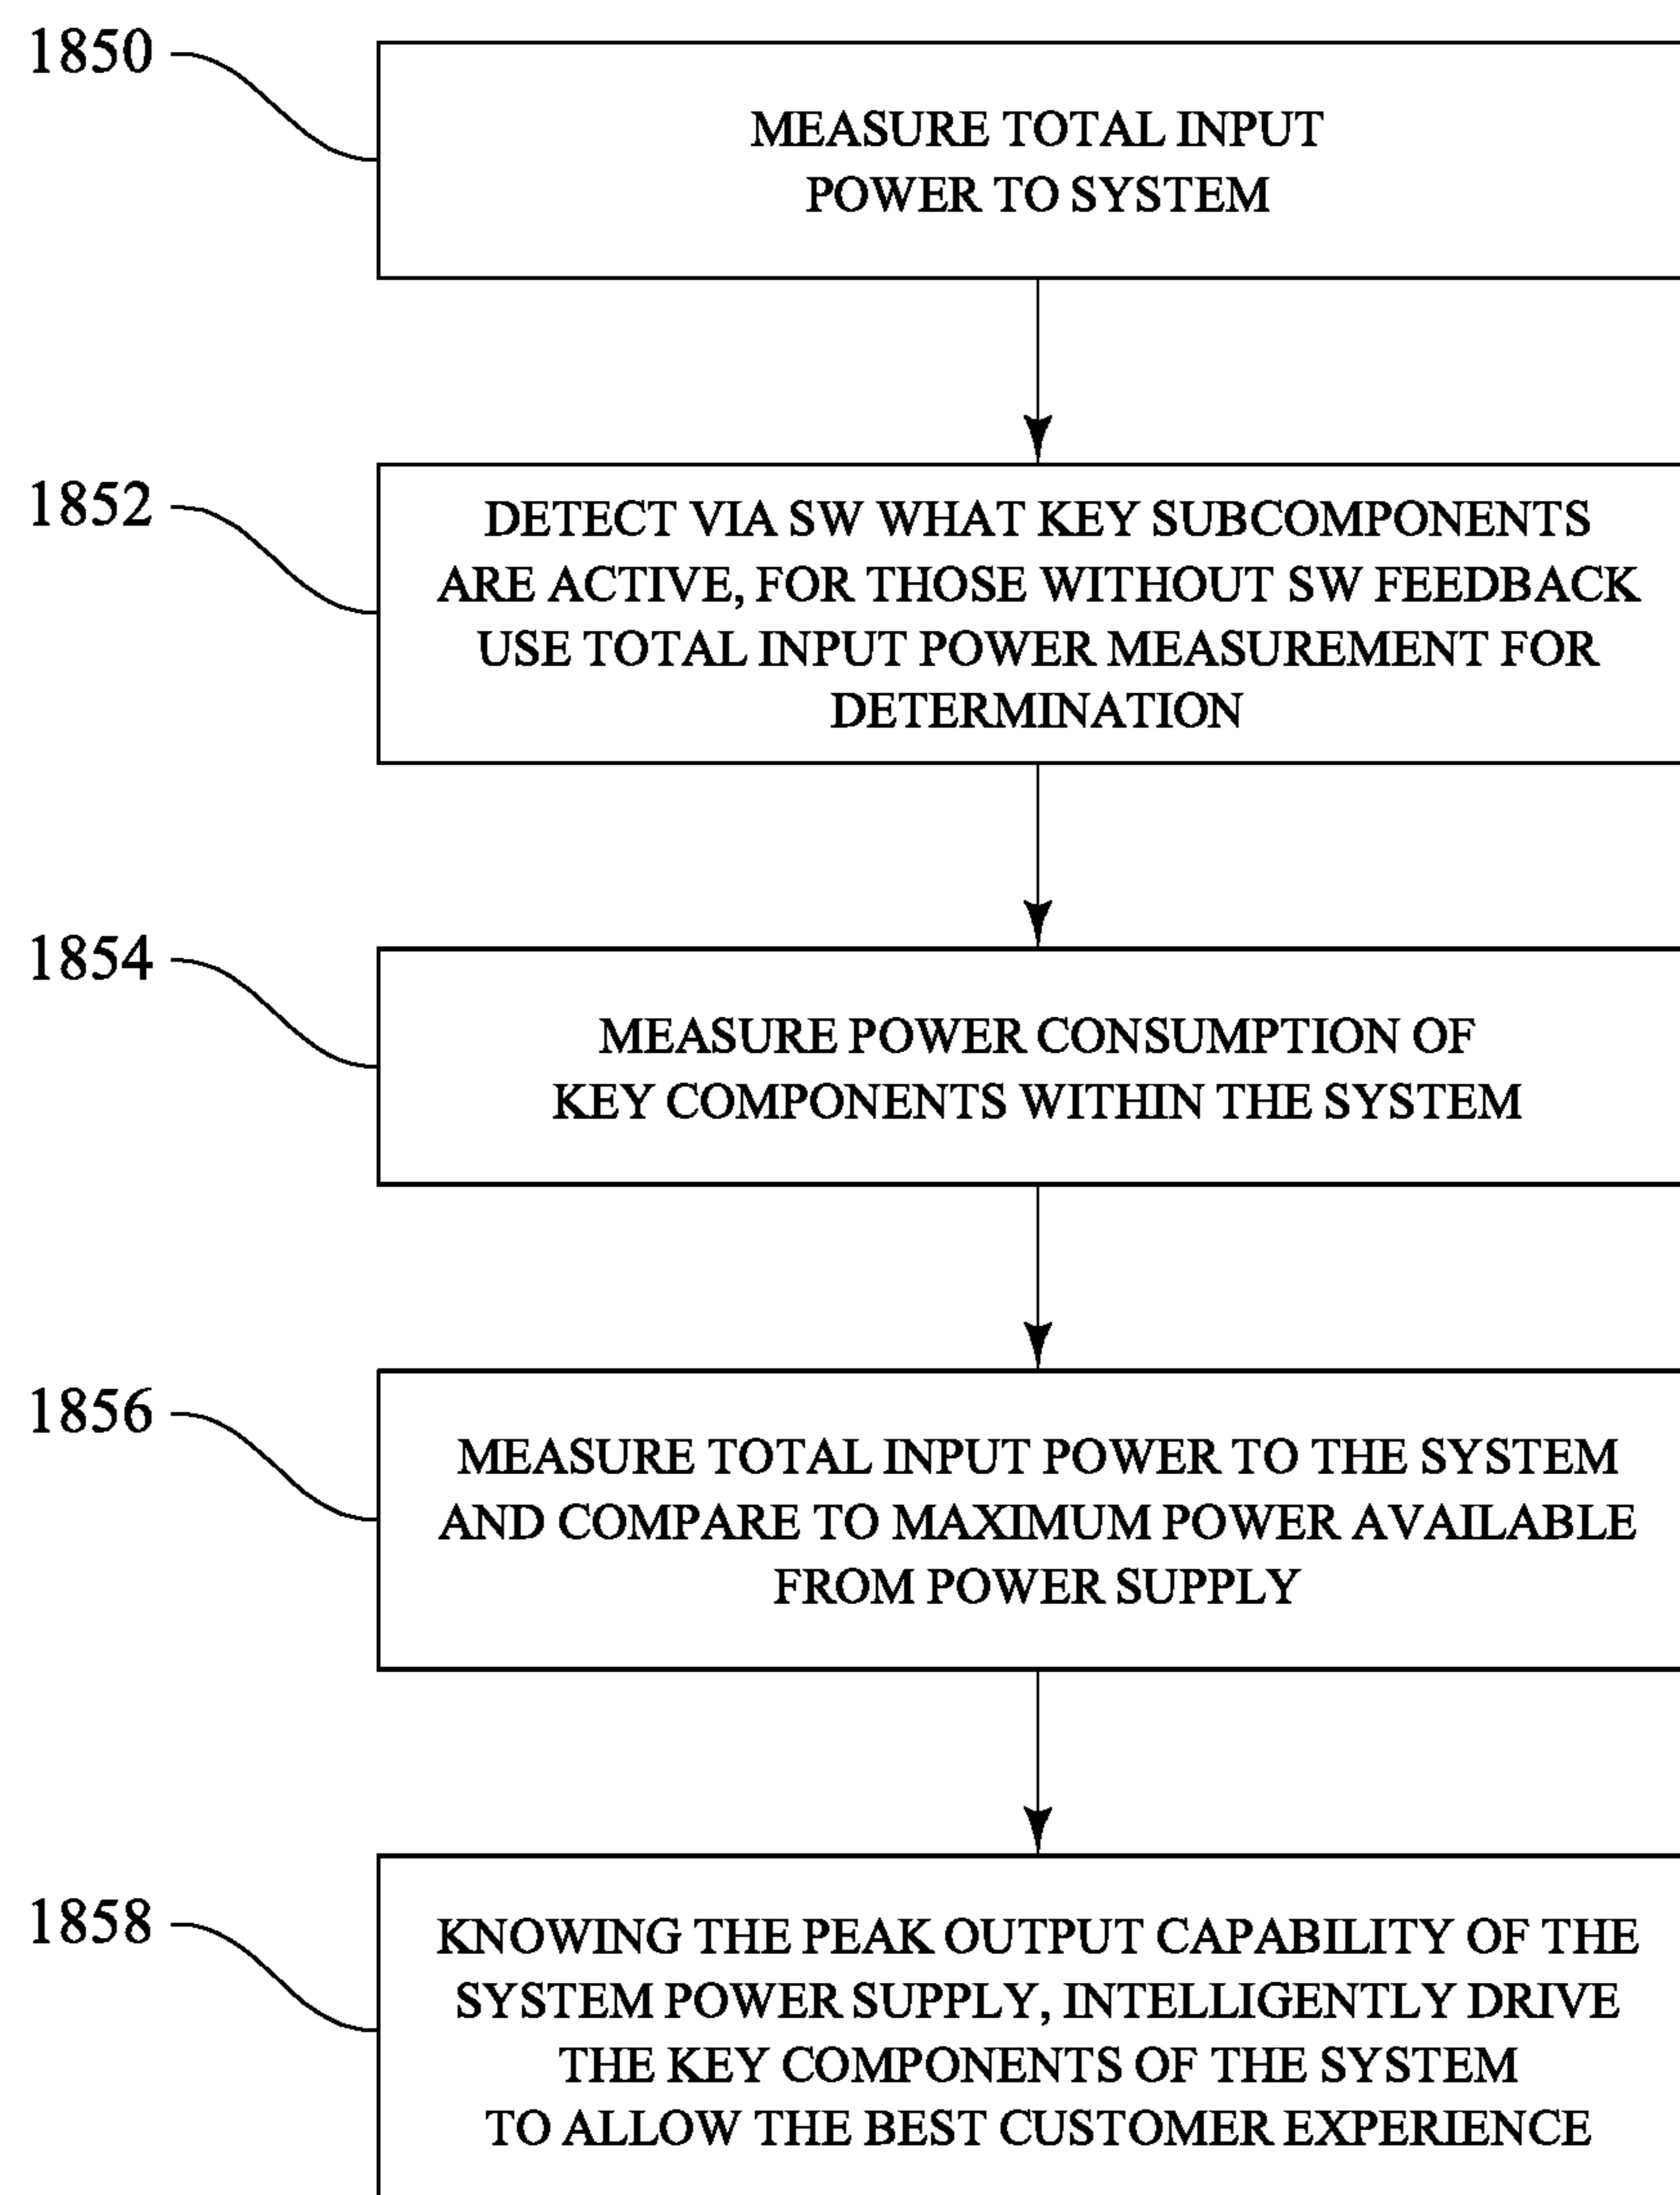 1850
MEASURE TOTAL INPUT
POWER TO SYSTEM
1852
DETECT VIA SW WHAT KEY SUBCOMPONENTS
ARE ACTIVE, FOR THOSE WITHOUT SW FEEDBACK
USE TOTAL INPUT POWER MEASUREMENT FOR
DETERMINATION
1854
MEASURE POWER CONSUMPTION OF
KEY COMPONENTS WITHIN THE SYSTEM
1856
MEASURE TOTAL INPUT POWER TO THE SYSTEM
AND COMPARE TO MAXIMUM POWER AVAILABLE
FROM POWER SUPPLY
1858
KNOWING THE PEAK OUTPUT CAPABILITY OF THE
SYSTEM POWER SUPPLY, INTELLIGENTLY DRIVE
THE KEY COMPONENTS OF THE SYSTEM
TO ALLOW THE BEST CUSTOMER EXPERIENCE